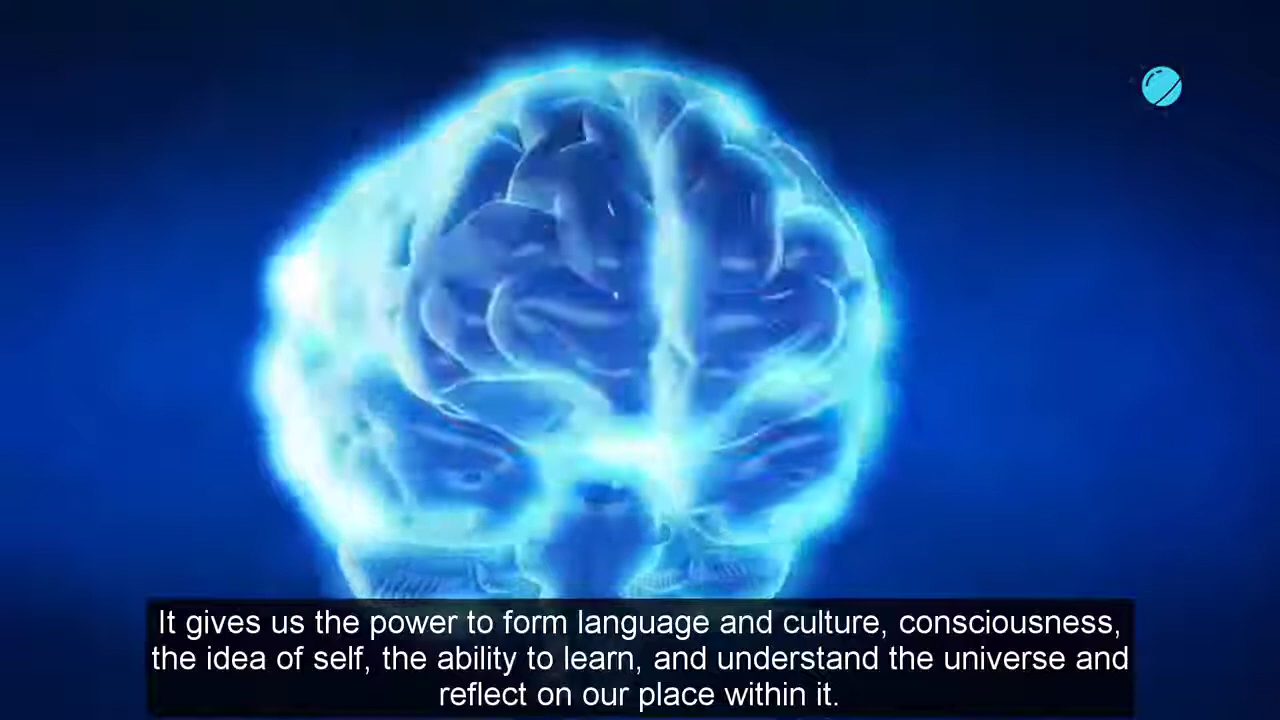 It gives us the power to form language and culture, consciousness,
the idea of self, the ability to learn, and understand the universe and
reflect on our place within it.